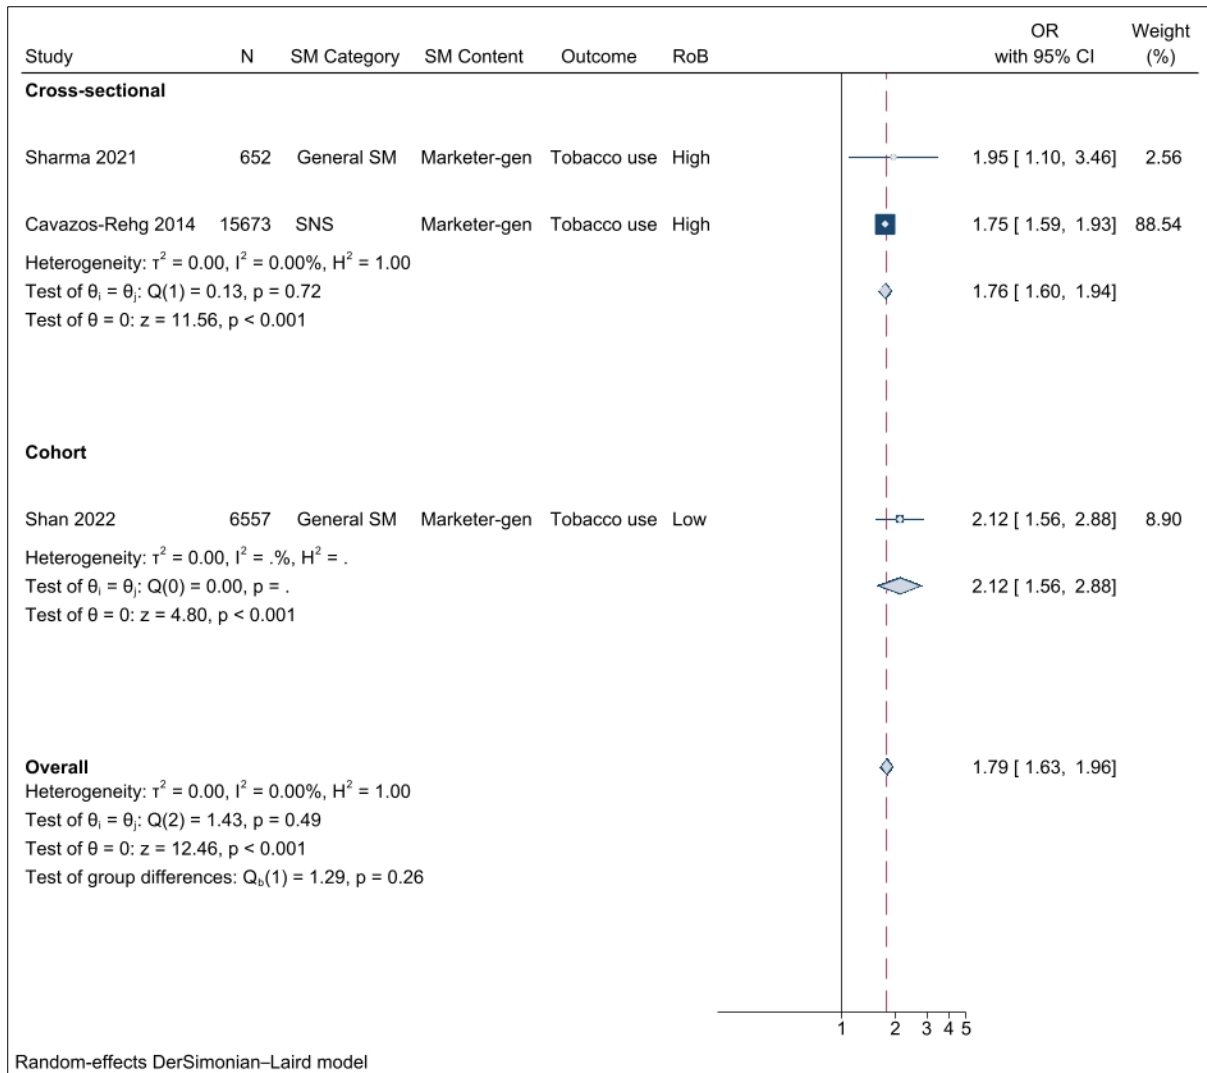 Study N SM Category SM Content Outcome RoB OR with 95% CI Weight (%)
Cross-sectional
Sharma 2021 652 General SM Marketer-gen Tobacco use High 1.95 [ 1.10, 3.46] 2.56
Cavazos-Rehg 2014 15673 SNS Marketer-gen Tobacco use High 1.75 [ 1.59, 1.93] 88.54
Heterogeneity: τ² = 0.00, I² = 0.00%, H² = 1.00
Test of θᵢ = θⱼ: Q(1) = 0.13, p = 0.72 1.76 [ 1.60, 1.94]
Test of θ = 0: z = 11.56, p < 0.001
Cohort
Shan 2022 6557 General SM Marketer-gen Tobacco use Low 2.12 [ 1.56, 2.88] 8.90
Heterogeneity: τ² = 0.00, I² = .%, H² = .
Test of θᵢ = θⱼ: Q(0) = 0.00, p = . 2.12 [ 1.56, 2.88]
Test of θ = 0: z = 4.80, p < 0.001
Overall 1.79 [ 1.63, 1.96]
Heterogeneity: τ² = 0.00, I² = 0.00%, H² = 1.00
Test of θᵢ = θⱼ: Q(2) = 1.43, p = 0.49
Test of θ = 0: z = 12.46, p < 0.001
Test of group differences: Q_b(1) = 1.29, p = 0.26
1 2 3 4 5
Random-effects DerSimonian–Laird model